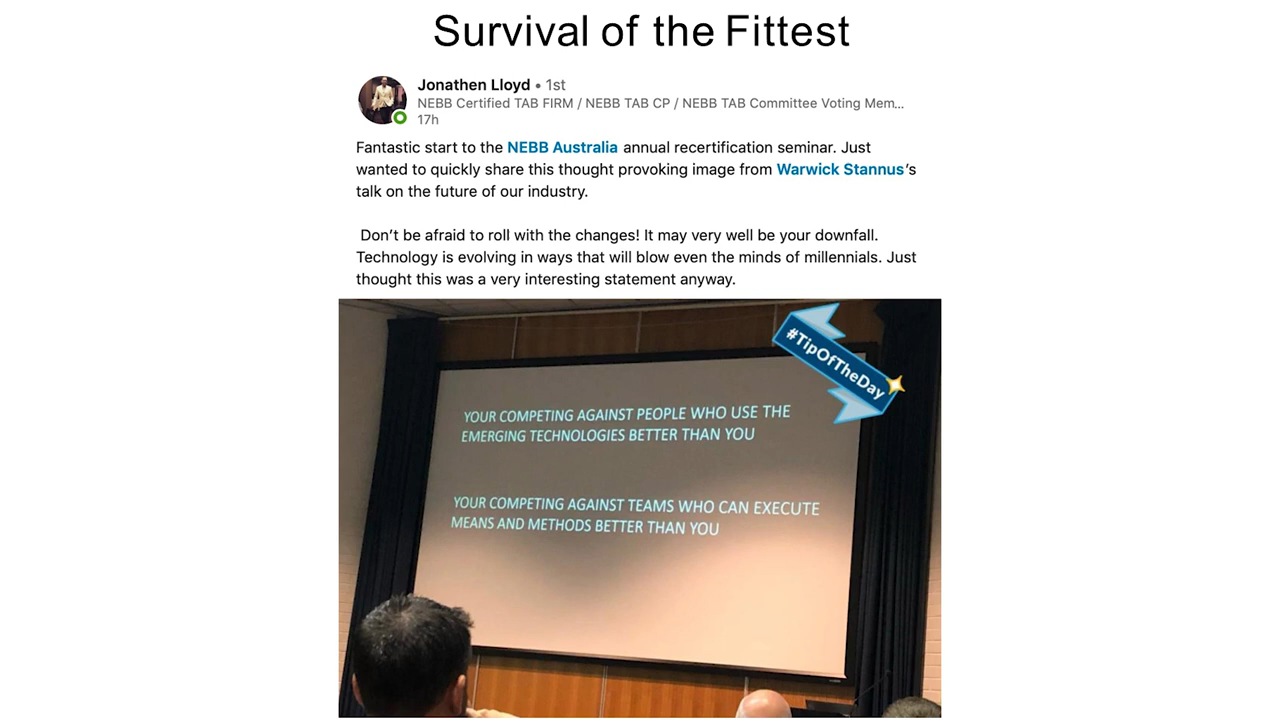 Survival of the Fittest
Jonathen Lloyd • 1st
NEBB Certified TAB FIRM / NEBB TAB CP / NEBB TAB Committee Voting Mem...
17h
Fantastic start to the NEBB Australia annual recertification seminar. Just
wanted to quickly share this thought provoking image from Warwick Stannus's
talk on the future of our industry.
Don't be afraid to roll with the changes! It may very well be your downfall.
Technology is evolving in ways that will blow even the minds of millennials. Just
thought this was a very interesting statement anyway.
#TipOfTheDay
YOUR COMPETING AGAINST PEOPLE WHO USE THE
EMERGING TECHNOLOGIES BETTER THAN YOU
YOUR COMPETING AGAINST TEAMS WHO CAN EXECUTE
MEANS AND METHODS BETTER THAN YOU